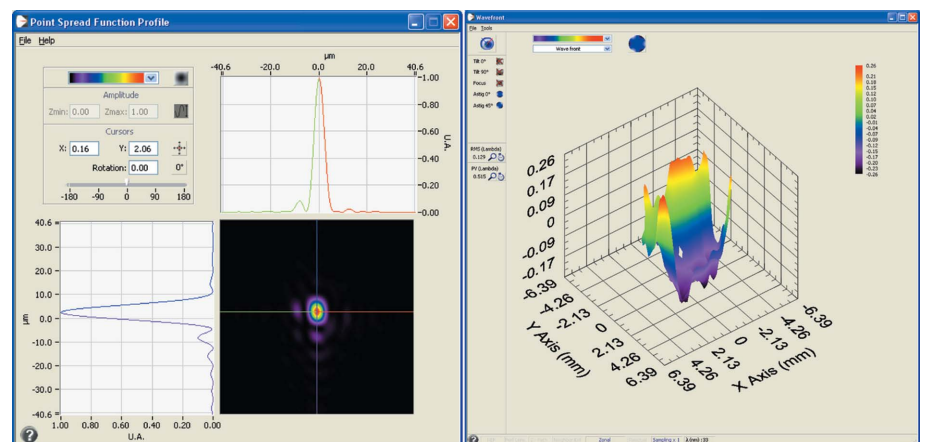 Point Spread Function Profile
File Help
Amplitude
Zmin: 0.00 Zmax: 1.00
Cursors
X: 0.16 Y: 2.06
Rotation: 0.00 0°
-180 -90 0 90 180
µm
-40.6 -20.0 0.0 20.0 40.6
-1.00
-0.80
-0.60
-0.40
-0.20
-0.00
U.A.
40.6
30.0
20.0
10.0
0.0
-10.0
-20.0
-30.0
-40.6
µm
1.00 0.80 0.60 0.40 0.20 0.00
U.A.
Wavefront
File Tools
Wave front
Tilt 0°
Tilt 90°
Focus
Astig 0°
Astig 45°
RMS (Lambda)
0.129
PV (Lambda)
0.515
0.26
0.17
0.09
0
-0.09
-0.17
-6.39
-4.26
-2.13
0
2.13
4.26
6.39
Y Axis (mm)
6.39
4.26
2.13
0
-2.13
-4.26
-6.39
X Axis (mm)
0.26
0.21
0.18
0.15
0.12
0.10
0.07
0.04
0.02
-0.01
-0.04
-0.07
-0.09
-0.12
-0.15
-0.17
-0.20
-0.23
-0.26
Zonal Sampling x 1